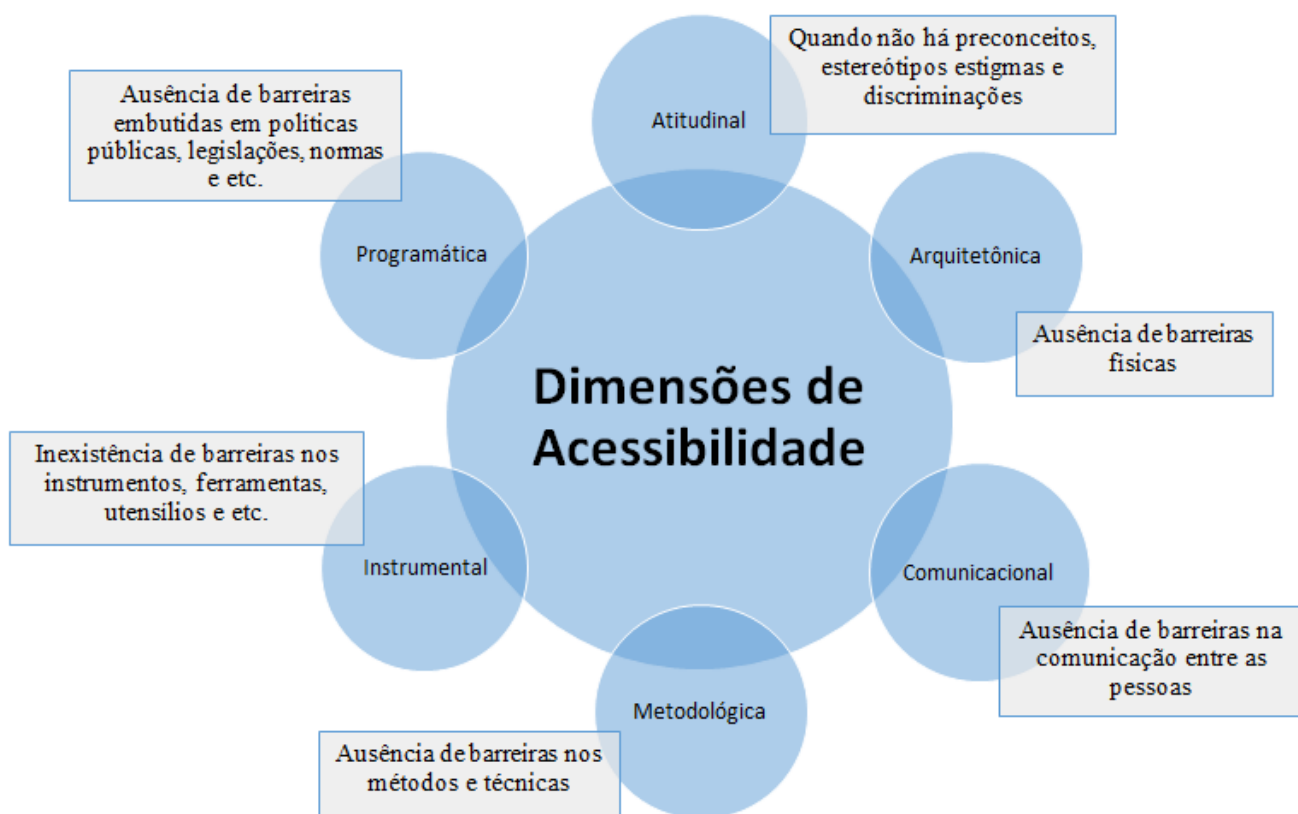 Quando não há preconceitos,
estereótipos estigmas e
discriminações
Atitudinal
Ausência de barreiras
embutidas em políticas
públicas, legislações, normas
e etc.
Programática
Arquitetônica
Ausência de barreiras
físicas
Dimensões de
Acessibilidade
Inexistência de barreiras nos
instrumentos, ferramentas,
utensílios e etc.
Instrumental
Comunicacional
Ausência de barreiras na
comunicação entre as
pessoas
Metodológica
Ausência de barreiras nos
métodos e técnicas